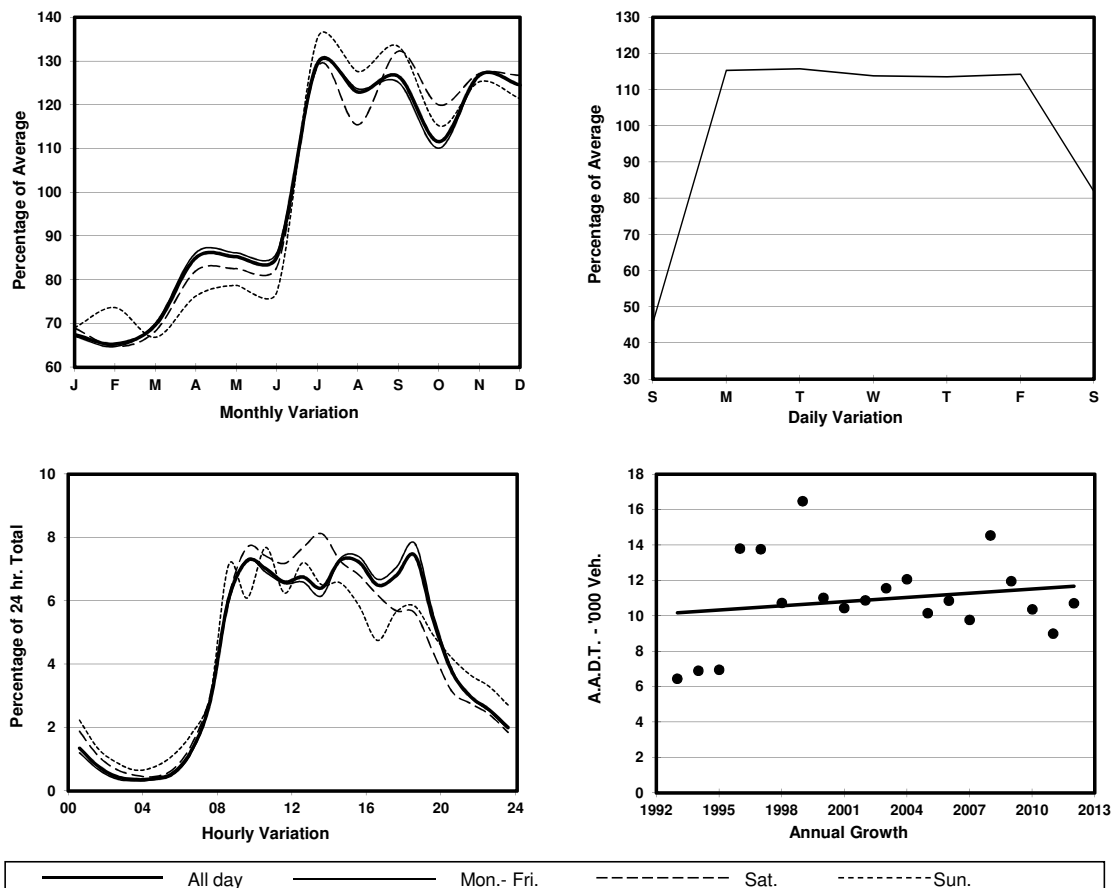 140
130
120
110
100
90
80
70
60
Percentage of Average
J F M A M J J A S O N D
Monthly Variation
130
120
110
100
90
80
70
60
50
40
30
Percentage of Average
S M T W T F S
Daily Variation
10
8
6
4
2
0
Percentage of 24 hr. Total
00 04 08 12 16 20 24
Hourly Variation
18
16
14
12
10
8
6
4
2
0
A.A.D.T. - '000 Veh.
1992 1995 1998 2001 2004 2007 2010 2013
Annual Growth
All day Mon.- Fri. Sat. Sun.